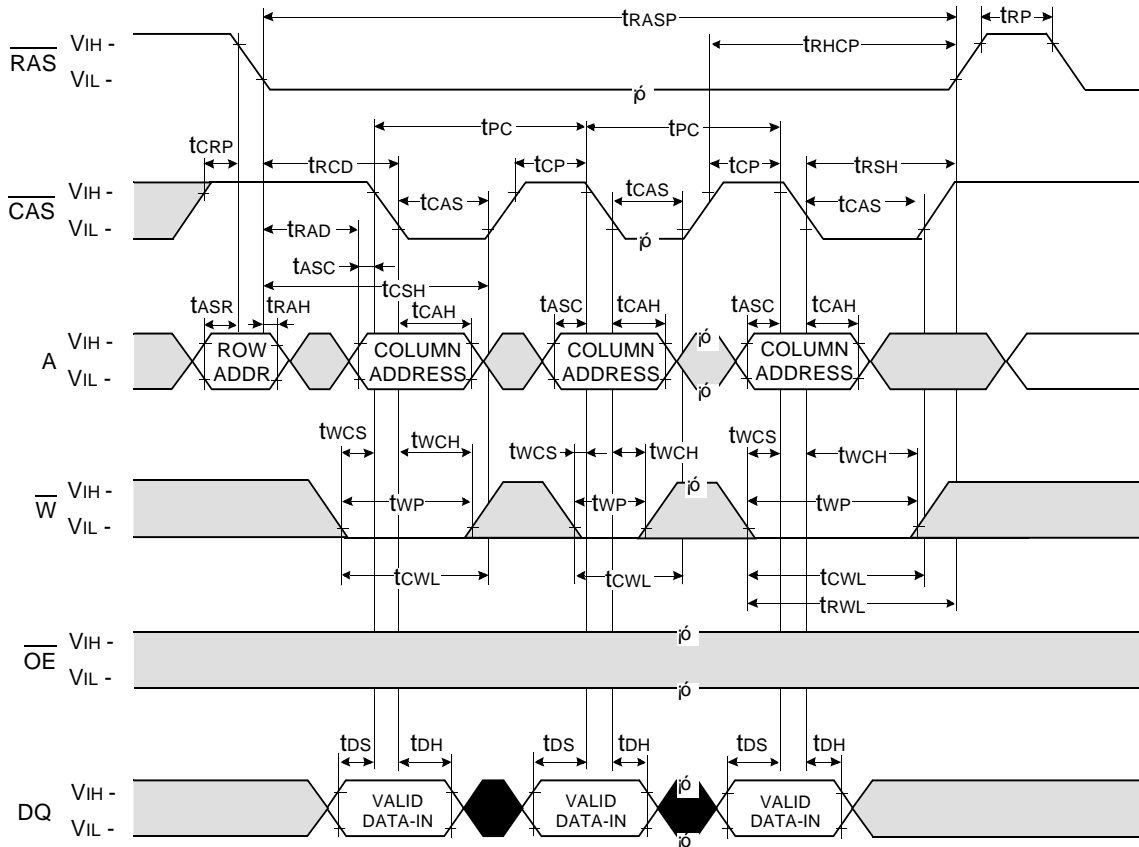 tRASP
tRP
tRHCP
RAS
VIH -
VIL -
¡ó
tPC
tPC
tCRP
tRCD
tCP
tCP
tRSH
CAS
VIH -
VIL -
tCAS
tCAS
tCAS
¡ó
tRAD
tASC
tCSH
tASR
tRAH
tCAH
tASC
tCAH
tASC
tCAH
A
VIH -
VIL -
ROW
ADDR
COLUMN
ADDRESS
COLUMN
ADDRESS
¡ó
¡ó
COLUMN
ADDRESS
tWCS
tWCH
tWCS
tWCH
tWCS
tWCH
W
VIH -
VIL -
tWP
tWP
¡ó
tWP
tCWL
tCWL
tCWL
tRWL
OE
VIH -
VIL -
¡ó
¡ó
tDS
tDH
tDS
tDH
tDS
tDH
DQ
VIH -
VIL -
VALID
DATA-IN
VALID
DATA-IN
¡ó
¡ó
VALID
DATA-IN